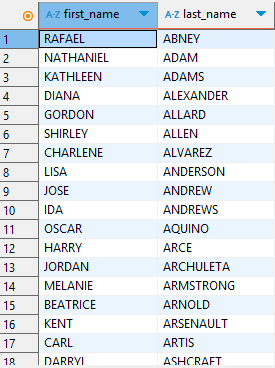 A-Z first_name A-Z last_name
1 RAFAEL ABNEY
2 NATHANIEL ADAM
3 KATHLEEN ADAMS
4 DIANA ALEXANDER
5 GORDON ALLARD
6 SHIRLEY ALLEN
7 CHARLENE ALVAREZ
8 LISA ANDERSON
9 JOSE ANDREW
10 IDA ANDREWS
11 OSCAR AQUINO
12 HARRY ARCE
13 JORDAN ARCHULETA
14 MELANIE ARMSTRONG
15 BEATRICE ARNOLD
16 KENT ARSENAULT
17 CARL ARTIS
18 DARRYL ASHCRAFT